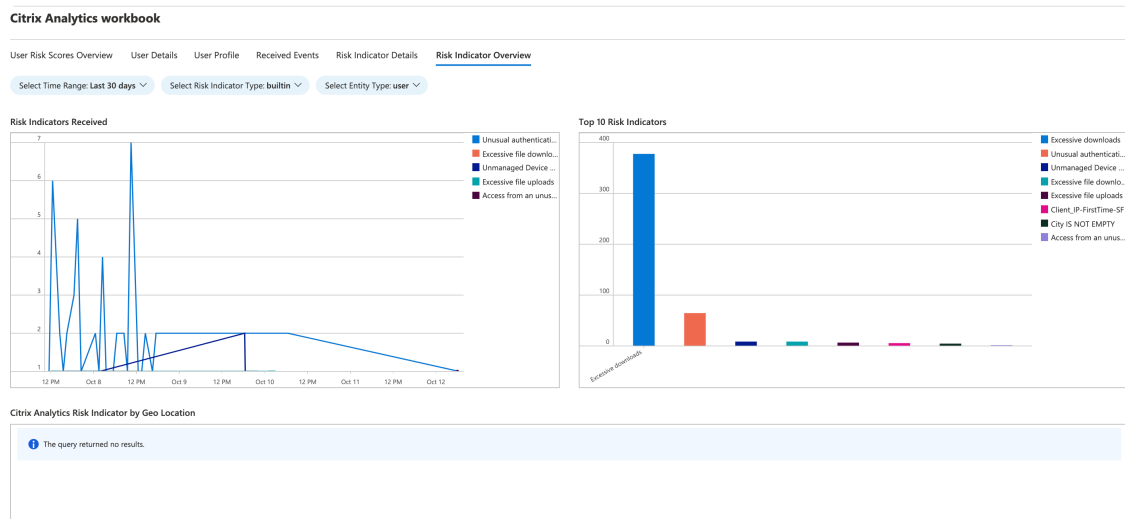 Citrix Analytics workbook
User Risk Scores Overview User Details User Profile Received Events Risk Indicator Details Risk Indicator Overview
Select Time Range: Last 30 days Select Risk Indicator Type: builtin Select Entity Type: user
Risk Indicators Received
7
6
5
4
3
2
1
12 PM Oct 8 12 PM Oct 9 12 PM Oct 10 12 PM Oct 11 12 PM Oct 12
Unusual authenticati...
Excessive file downlo...
Unmanaged Device ...
Excessive file uploads
Access from an unus...
Top 10 Risk Indicators
400
300
200
100
0
Excessive downloads
Excessive downloads
Unusual authenticati...
Unmanaged Device ...
Excessive file downlo...
Excessive file uploads
Client_IP-FirstTime-SF
City IS NOT EMPTY
Access from an unus...
Citrix Analytics Risk Indicator by Geo Location
The query returned no results.